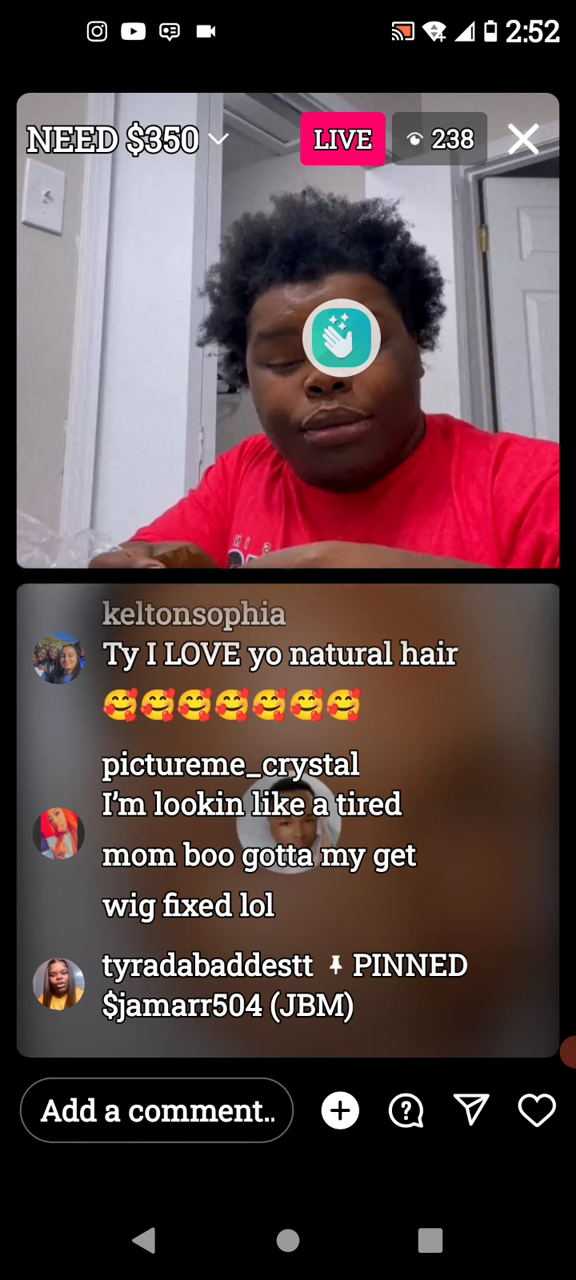 2:52
NEED $350
LIVE
238
keltonsophia
Ty I LOVE yo natural hair
🥰🥰🥰🥰🥰🥰🥰
pictureme_crystal
I'm lookin like a tired
mom boo gotta my get
wig fixed lol
tyradabaddestt 📌 PINNED
$jamarr504 (JBM)
Add a comment..